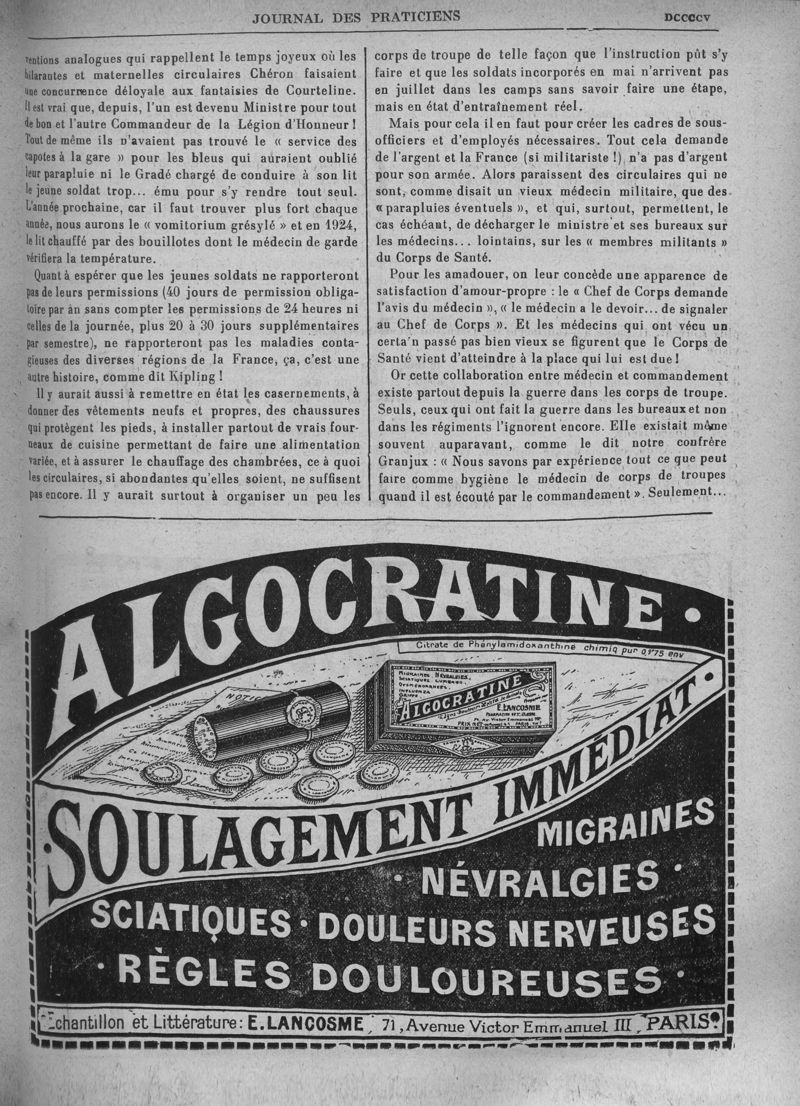 JOURNAL DES PRATICIENS
DCCCCV
ventions analogues qui rappellent le temps joyeux où les
hilarantes et maternelles circulaires Chéron faisaient
une concurrence déloyale aux fantaisies de Courteline.
Il est vrai que, depuis, l'un est devenu Ministre pour tout
de bon et l'autre Commandeur de la Légion d'Honneur !
Tout de même ils n'avaient pas trouvé le « service des
capotes à la gare » pour les bleus qui auraient oublié
leur parapluie ni le Gradé chargé de conduire à son lit
le jeune soldat trop... ému pour s'y rendre tout seul.
L'année prochaine, car il faut trouver plus fort chaque
année, nous aurons le « vomitorium grésylé » et en 1924,
le lit chauffé par des bouillotes dont le médecin de garde
vérifiera la température.
Quant à espérer que les jeunes soldats ne rapporteront
pas de leurs permissions (40 jours de permission obliga-
toire par an sans compter les permissions de 24 heures ni
celles de la journée, plus 20 à 30 jours supplémentaires
par semestre), ne rapporteront pas les maladies conta-
gieuses des diverses régions de la France, ça, c'est une
autre histoire, comme dit Kipling !
Il y aurait aussi à remettre en état les casernements, à
donner des vêtements neufs et propres, des chaussures
qui protègent les pieds, à installer partout de vrais four-
neaux de cuisine permettant de faire une alimentation
variée, et à assurer le chauffage des chambrées, ce à quoi
les circulaires, si abondantes qu'elles soient, ne suffisent
pas encore. Il y aurait surtout à organiser un peu les
corps de troupe de telle façon que l'instruction pût s'y
faire et que les soldats incorporés en mai n'arrivent pas
en juillet dans les camps sans savoir faire une étape,
mais en état d'entraînement réel.
Mais pour cela il en faut pour créer les cadres de sous-
officiers et d'employés nécessaires. Tout cela demande
de l'argent et la France (si militariste !) n'a pas d'argent
pour son armée. Alors paraissent des circulaires qui ne
sont, comme disait un vieux médecin militaire, que des
« parapluies éventuels », et qui, surtout, permettent, le
cas échéant, de décharger le ministre et ses bureaux sur
les médecins... lointains, sur les « membres militants »
du Corps de Santé.
Pour les amadouer, on leur concède une apparence de
satisfaction d'amour-propre : le « Chef de Corps demande
l'avis du médecin », « le médecin a le devoir... de signaler
au Chef de Corps ». Et les médecins qui ont vécu un
certa'n passé pas bien vieux se figurent que le Corps de
Santé vient d'atteindre à la place qui lui est due !
Or cette collaboration entre médecin et commandement
existe partout depuis la guerre dans les corps de troupe.
Seuls, ceux qui ont fait la guerre dans les bureaux et non
dans les régiments l'ignorent encore. Elle existait même
souvent auparavant, comme le dit notre confrère
Granjux : « Nous savons par expérience tout ce que peut
faire comme hygiène le médecin de corps de troupes
quand il est écouté par le commandement ». Seulement...
ALGOCRATINE •
Citrate de Phénylamidoxanthine chimiq pur 0,175 env
NOTICE
MIGRAINES NÉVRALGIES,
SCIATIQUES LUMBAGO,
DYSMÉNORRHÉES,
INFLUENZA
GRIPPE
ALGOCRATINE
E. LANCOSME
PARIS
• SOULAGEMENT IMMÉDIAT •
MIGRAINES
• NÉVRALGIES •
SCIATIQUES • DOULEURS NERVEUSES
• RÈGLES DOULOUREUSES •
Echantillon et Littérature : E. LANCOSME, 71, Avenue Victor Emmanuel III, PARIS